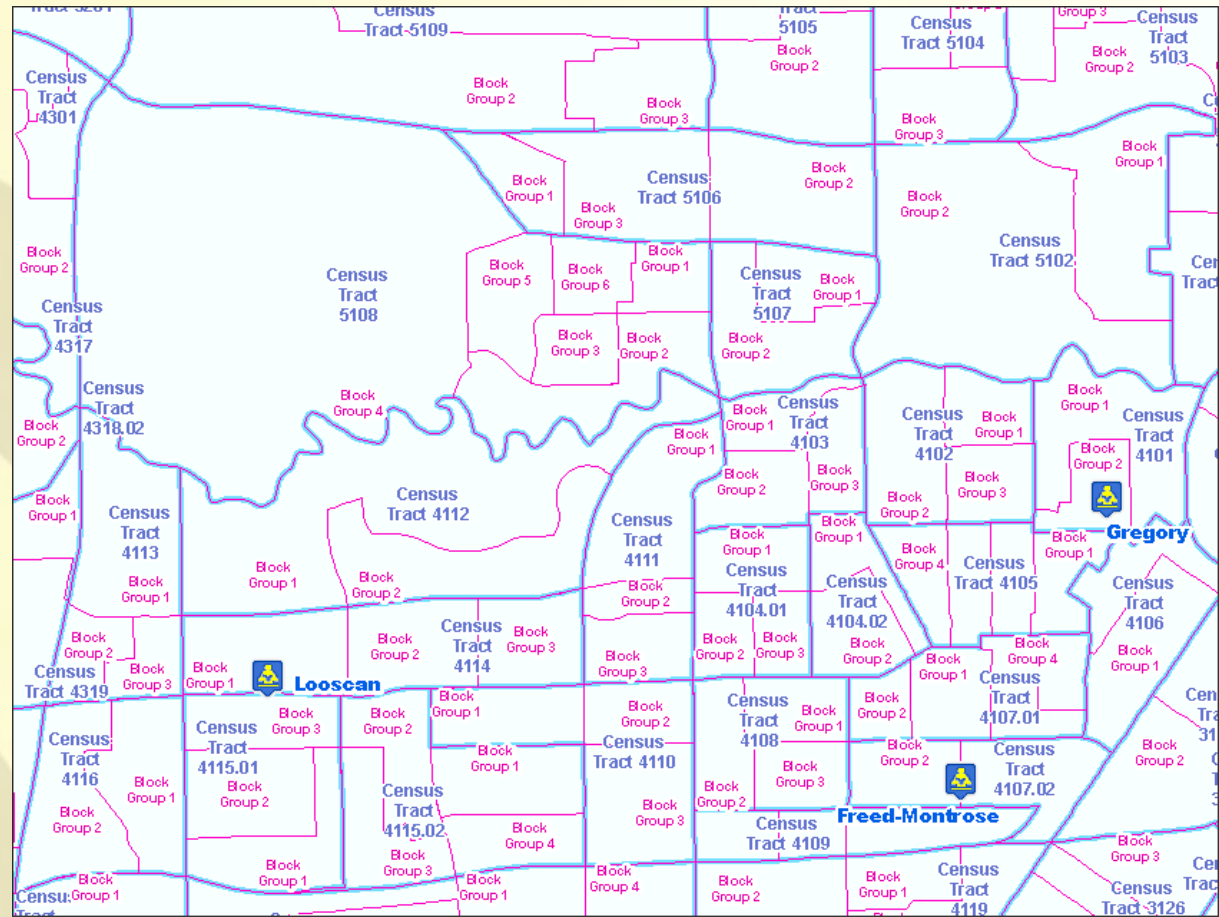 Tract 5201
Census
Tract 5109
Tract
5105
Census
Tract 5104
Group 3
Census
Tract
5103
Block
Group 2
Block
Group 2
Census
Tract
4301
Block
Group 2
Block
Group 3
Block
Group 3
Block
Group 1
Block
Group 1
Census
Tract 5106
Block
Group 2
Block
Group 2
Block
Group 3
Census
Tract 5102
Block
Group 2
Block
Group 1
Block
Group 5
Block
Group 6
Census
Tract
5108
Census
Tract
5107
Block
Group 1
Census
Tract
4317
Block
Group 3
Block
Group 2
Block
Group 2
Census
Tract
4318.02
Block
Group 4
Block
Group 1
Census
Tract
4103
Block
Group 1
Census
Tract
4102
Block
Group 1
Census
Tract
4101
Block
Group 2
Block
Group 1
Block
Group 2
Block
Group 2
Block
Group 3
Block
Group 3
Block
Group 2
Block
Group 1
Census
Tract 4112
Census
Tract
4113
Census
Tract
4111
Block
Group 1
Block
Group 1
Gregory
Block
Group 1
Block
Group 4
Census
Tract 4105
Block
Group 1
Block
Group 1
Block
Group 2
Block
Group 2
Census
Tract
4104.01
Census
Tract
4104.02
Census
Tract
4106
Block
Group 2
Block
Group 3
Block
Group 2
Census
Tract
4114
Block
Group 3
Block
Group 3
Block
Group 2
Block
Group 3
Block
Group 2
Block
Group 1
Block
Group 4
Block
Group 1
Census
Tract 4319
Block
Group 1
Looscan
Block
Group 1
Census
Tract
4107.01
Block
Group 2
Census
Tract
4116
Census
Tract
4115.01
Block
Group 3
Block
Group 2
Block
Group 2
Census
Tract
4108
Block
Group 1
Block
Group 1
Census
Tract 4110
Block
Group 3
Block
Group 2
Census
Tract
4107.02
Block
Group 2
Block
Group 1
Block
Group 2
Census
Tract
4115.02
Block
Group 2
Block
Group 3
Freed-Montrose
Block
Group 2
Block
Group 4
Census
Tract 4109
Block
Group 3
Block
Group 1
Block
Group 3
Block
Group 1
Block
Group 1
Block
Group 4
Block
Group 2
Block
Group 1
Census
Tract
4119
Census
Tract 3126